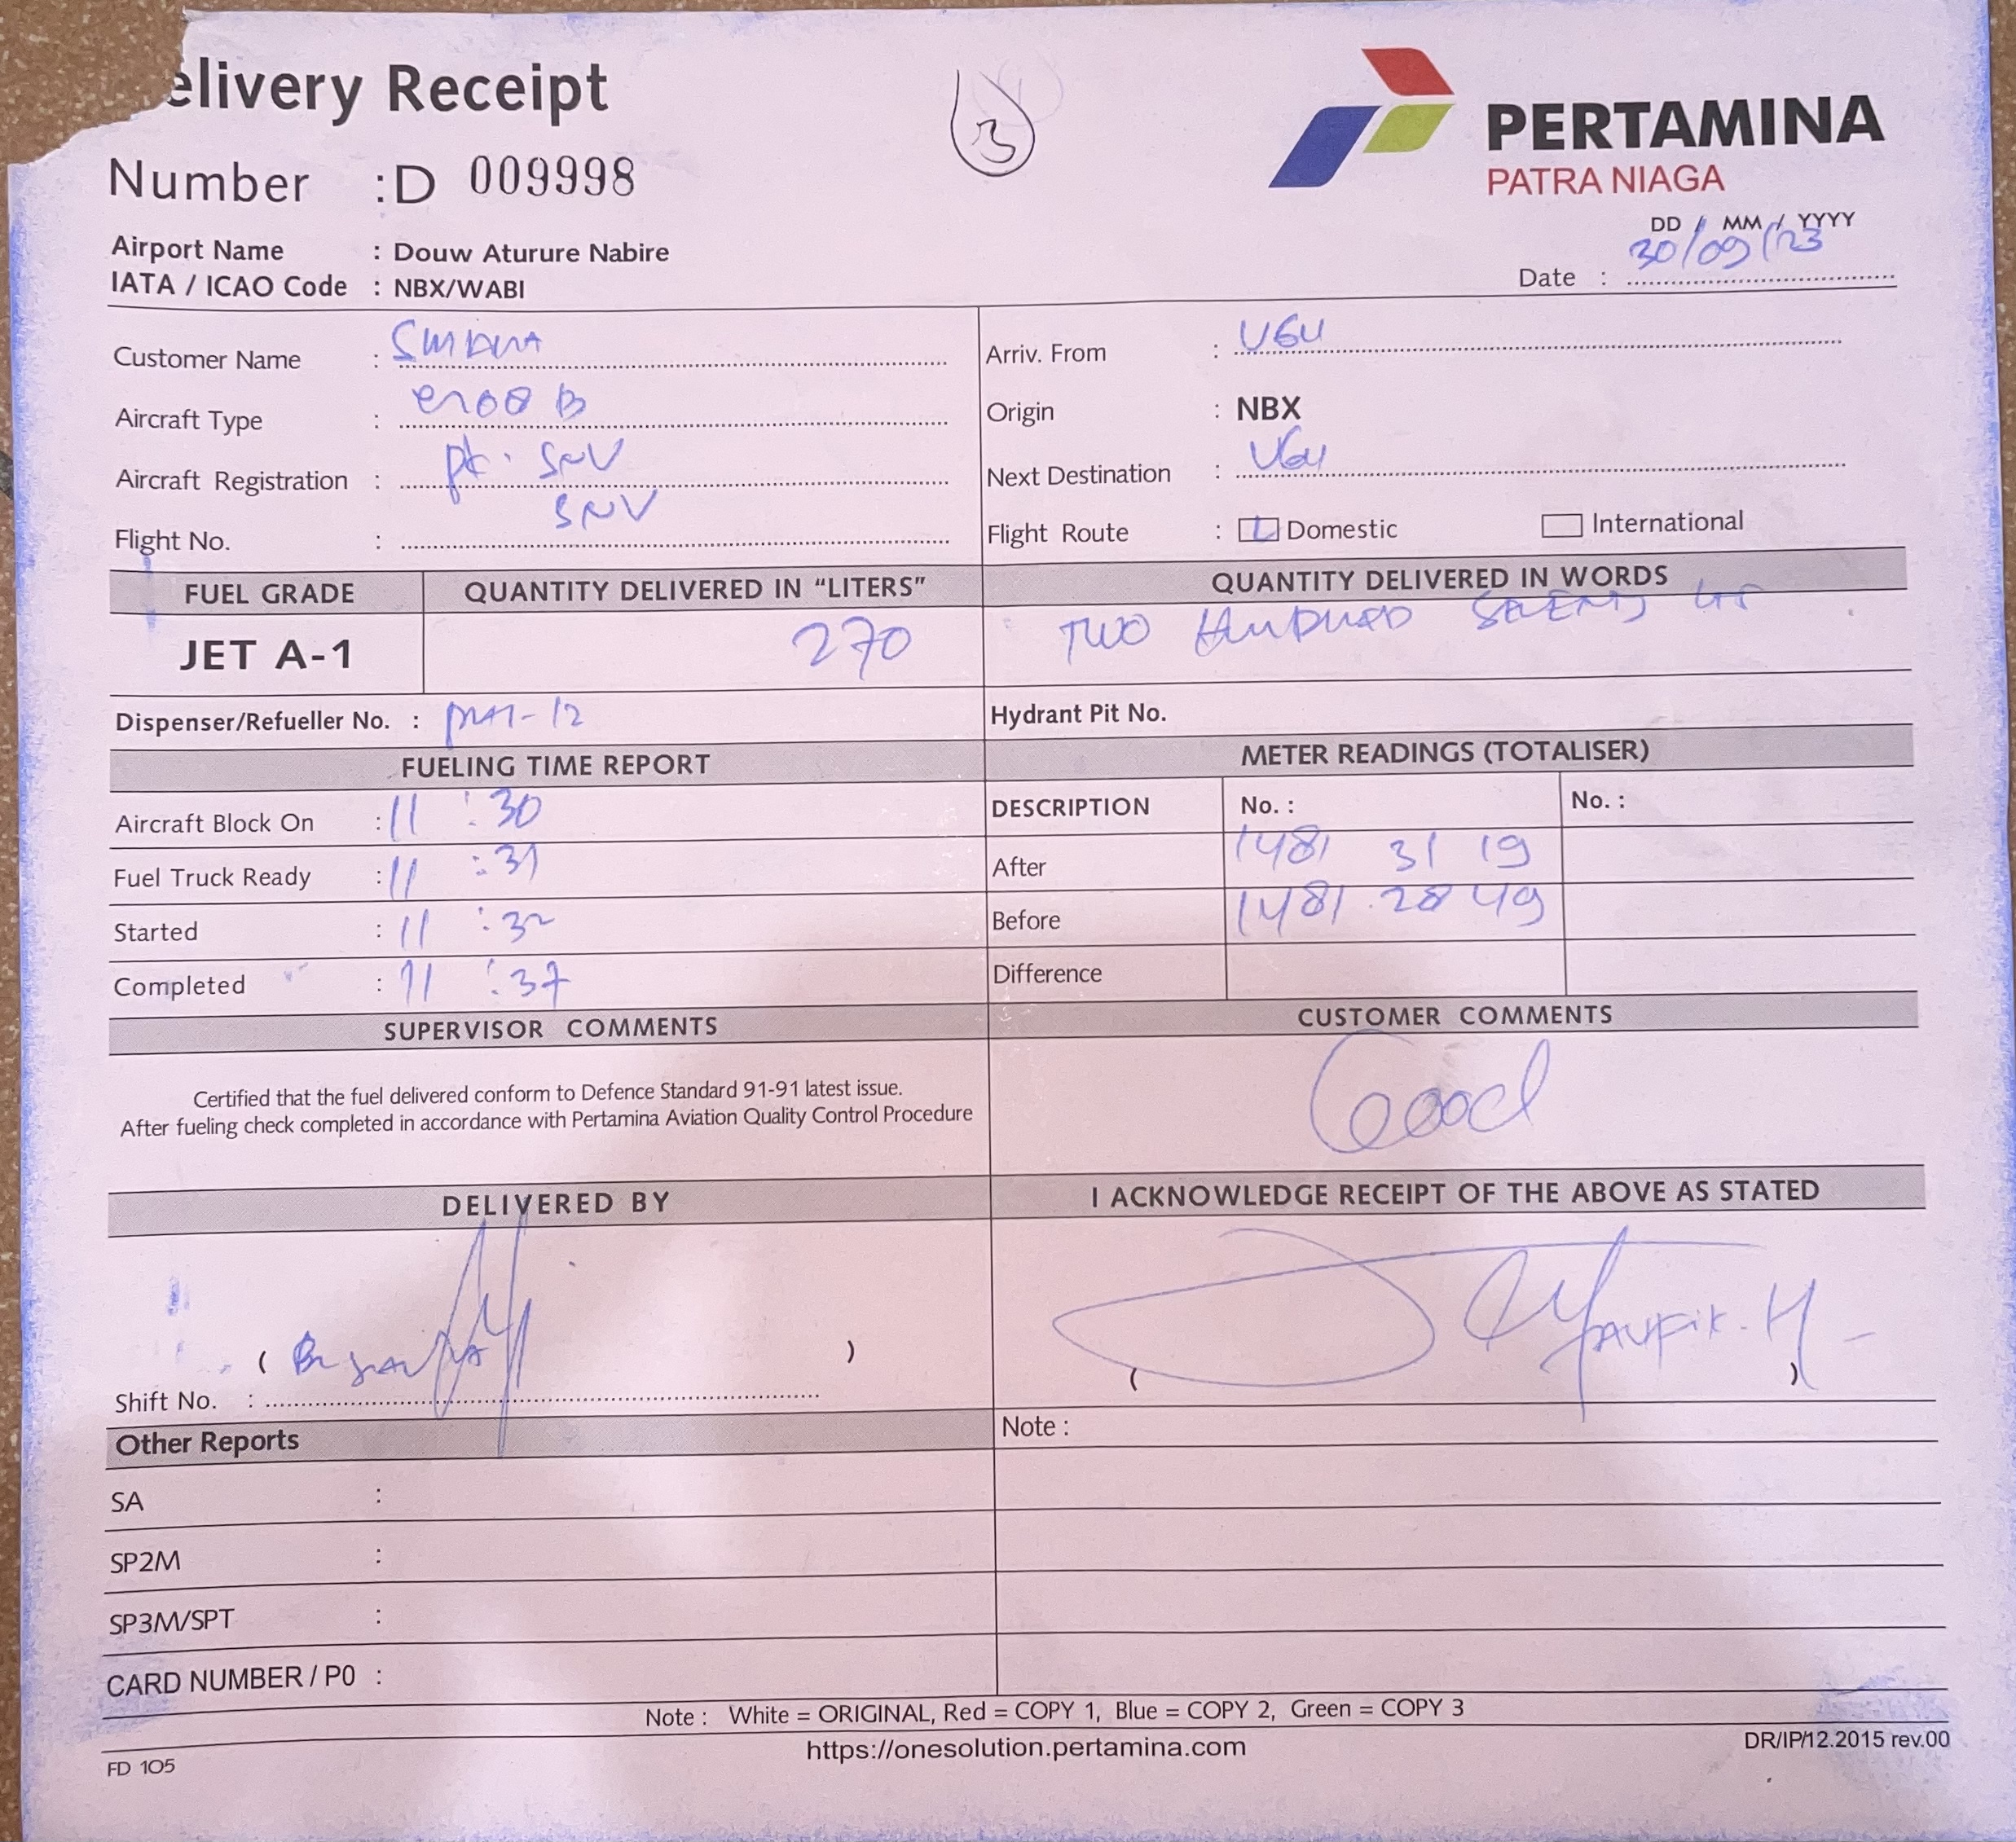 elivery Receipt
3
PERTAMINA
PATRA NIAGA
Number : D 009998
DD / MM / YYYY
Airport Name : Douw Aturure Nabire
IATA / ICAO Code : NBX/WABI
Date : 30/09/23
Customer Name :
Arriv. From : UGU
Aircraft Type : B
Origin : NBX
Aircraft Registration : pk. SNV
Next Destination : UGU
Flight No. : SNV
Flight Route : Domestic International
FUEL GRADE QUANTITY DELIVERED IN “LITERS” QUANTITY DELIVERED IN WORDS
JET A-1 270 TWO HUNDRED
Dispenser/Refueller No. : -12
Hydrant Pit No.
FUELING TIME REPORT
METER READINGS (TOTALISER)
Aircraft Block On : 11 : 30
DESCRIPTION No. : No. :
Fuel Truck Ready : 11 : 31
After 1481 31 19
Started : 11 : 32
Before 1481 28 49
Completed : 11 : 37
Difference
SUPERVISOR COMMENTS
CUSTOMER COMMENTS
Certified that the fuel delivered conform to Defence Standard 91-91 latest issue.
After fueling check completed in accordance with Pertamina Aviation Quality Control Procedure
Good
DELIVERED BY
I ACKNOWLEDGE RECEIPT OF THE ABOVE AS STATED
( )
( Taufik. H )
Shift No. :
Other Reports
Note :
SA :
SP2M :
SP3M/SPT :
CARD NUMBER / P0 :
Note : White = ORIGINAL, Red = COPY 1, Blue = COPY 2, Green = COPY 3
https://onesolution.pertamina.com
FD 105
DR/IP/12.2015 rev.00